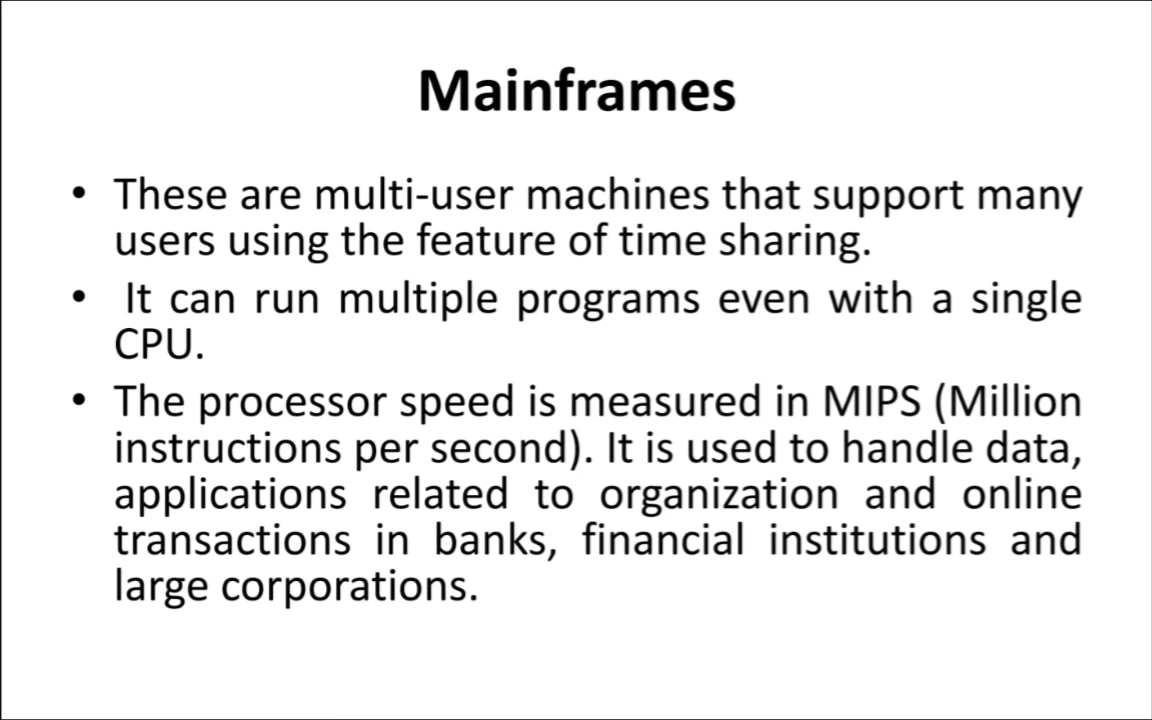 Mainframes
• These are multi-user machines that support many
users using the feature of time sharing.
• It can run multiple programs even with a single
CPU.
• The processor speed is measured in MIPS (Million
instructions per second). It is used to handle data,
applications related to organization and online
transactions in banks, financial institutions and
large corporations.